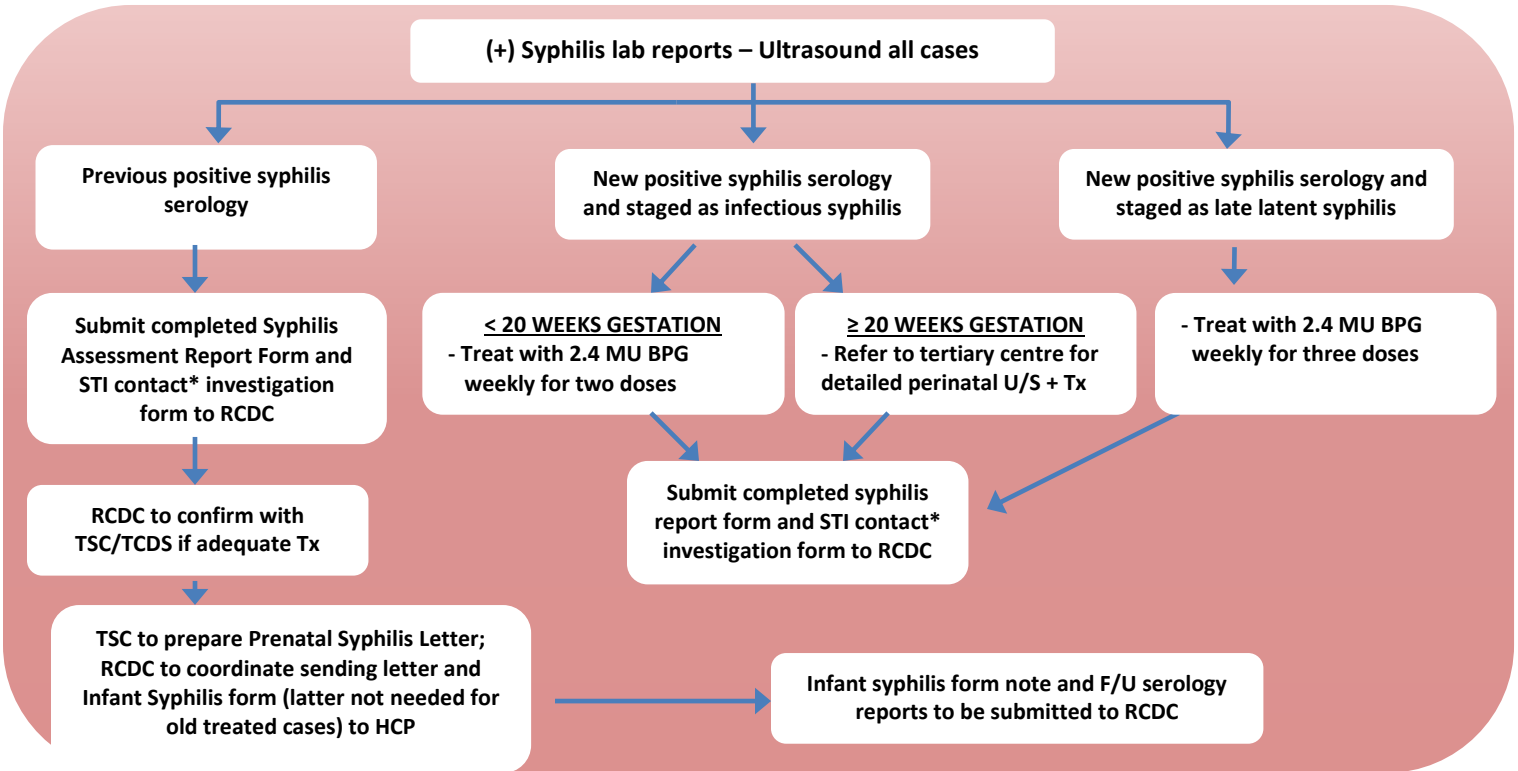 (+) Syphilis lab reports – Ultrasound all cases
Previous positive syphilis
serology
New positive syphilis serology
and staged as infectious syphilis
New positive syphilis serology and
staged as late latent syphilis
Submit completed Syphilis
Assessment Report Form and
STI contact* investigation
form to RCDC
< 20 WEEKS GESTATION
- Treat with 2.4 MU BPG
weekly for two doses
≥ 20 WEEKS GESTATION
- Refer to tertiary centre for
detailed perinatal U/S + Tx
- Treat with 2.4 MU BPG
weekly for three doses
RCDC to confirm with
TSC/TCDS if adequate Tx
Submit completed syphilis
report form and STI contact*
investigation form to RCDC
TSC to prepare Prenatal Syphilis Letter;
RCDC to coordinate sending letter and
Infant Syphilis form (latter not needed for
old treated cases) to HCP
Infant syphilis form note and F/U serology
reports to be submitted to RCDC